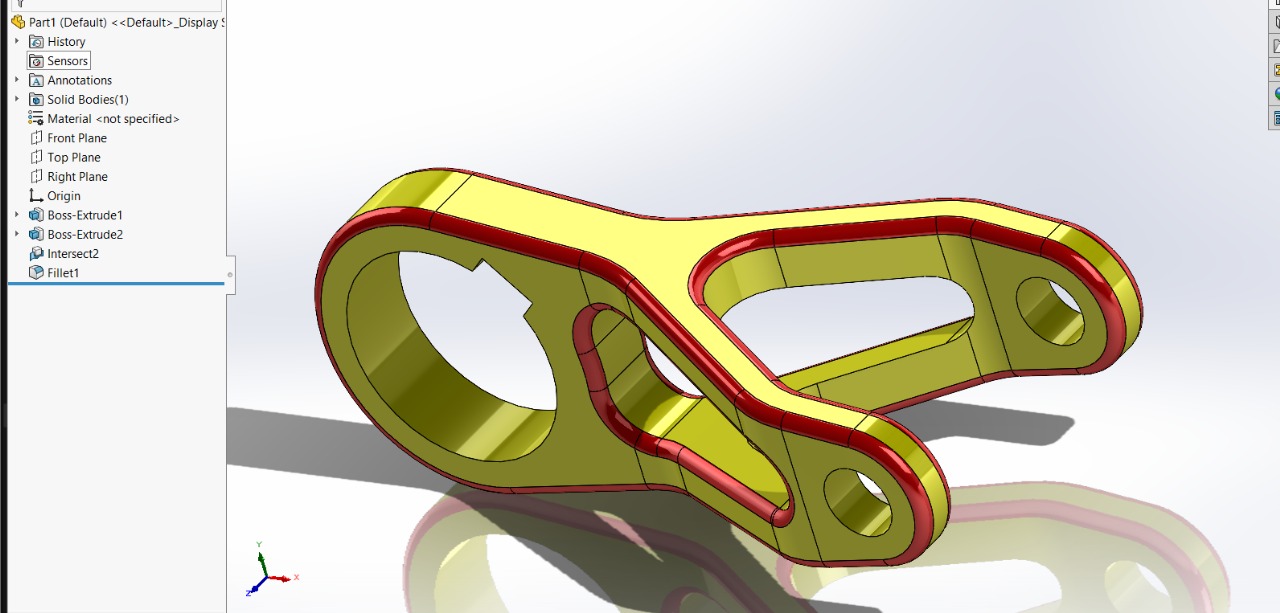 Part1 (Default) <<Default>_Display S
History
Sensors
Annotations
Solid Bodies(1)
Material <not specified>
Front Plane
Top Plane
Right Plane
Origin
Boss-Extrude1
Boss-Extrude2
Intersect2
Fillet1
Y
X
Z